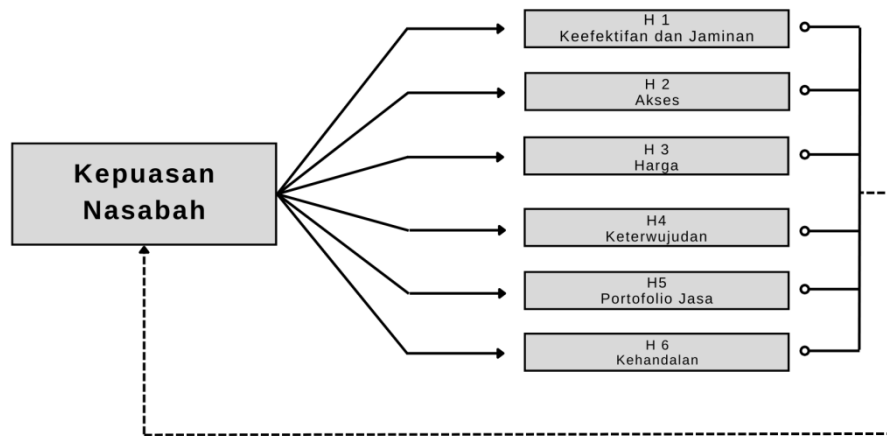 Kepuasan
Nasabah
H 1
Keefektifan dan Jaminan
H 2
Akses
H 3
Harga
H4
Keterwujudan
H5
Portofolio Jasa
H 6
Kehandalan